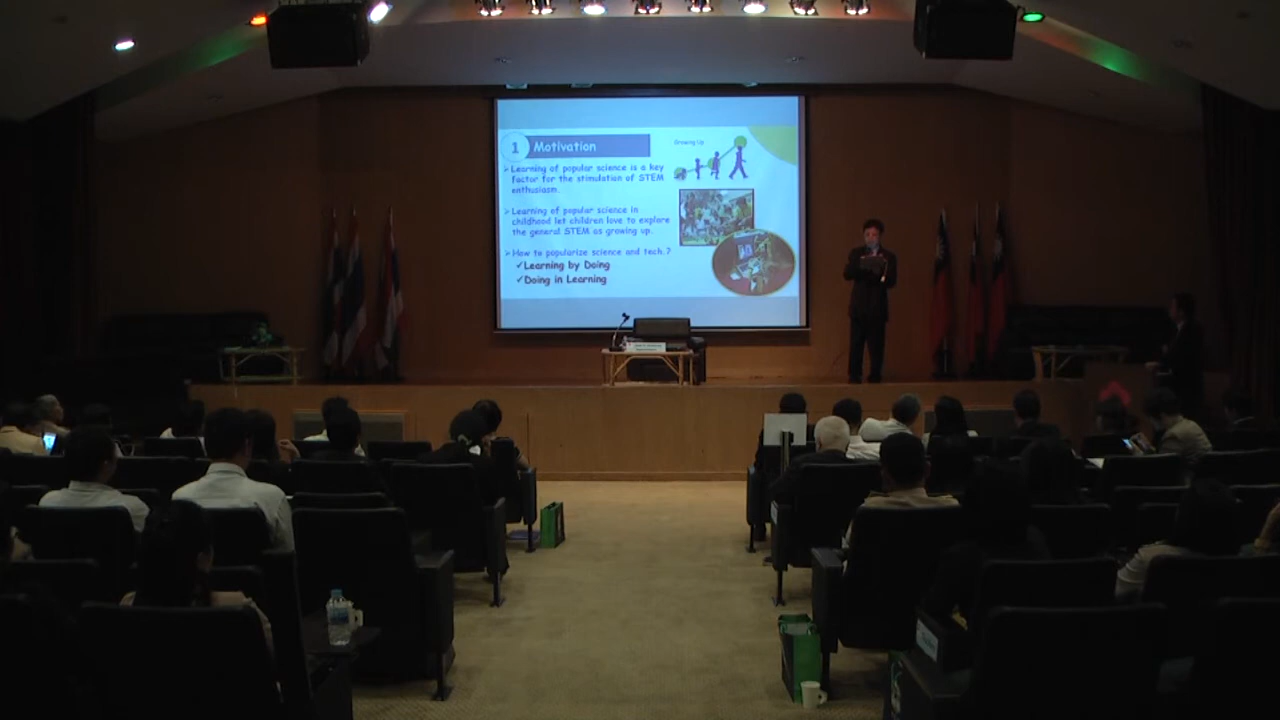 1 Motivation
Growing Up
➢Learning of popular science is a key
factor for the stimulation of STEM
enthusiasm.
➢Learning of popular science in
childhood let children love to explore
the general STEM as growing up.
➢How to popularize science and tech.?
✓Learning by Doing
✓Doing in Learning